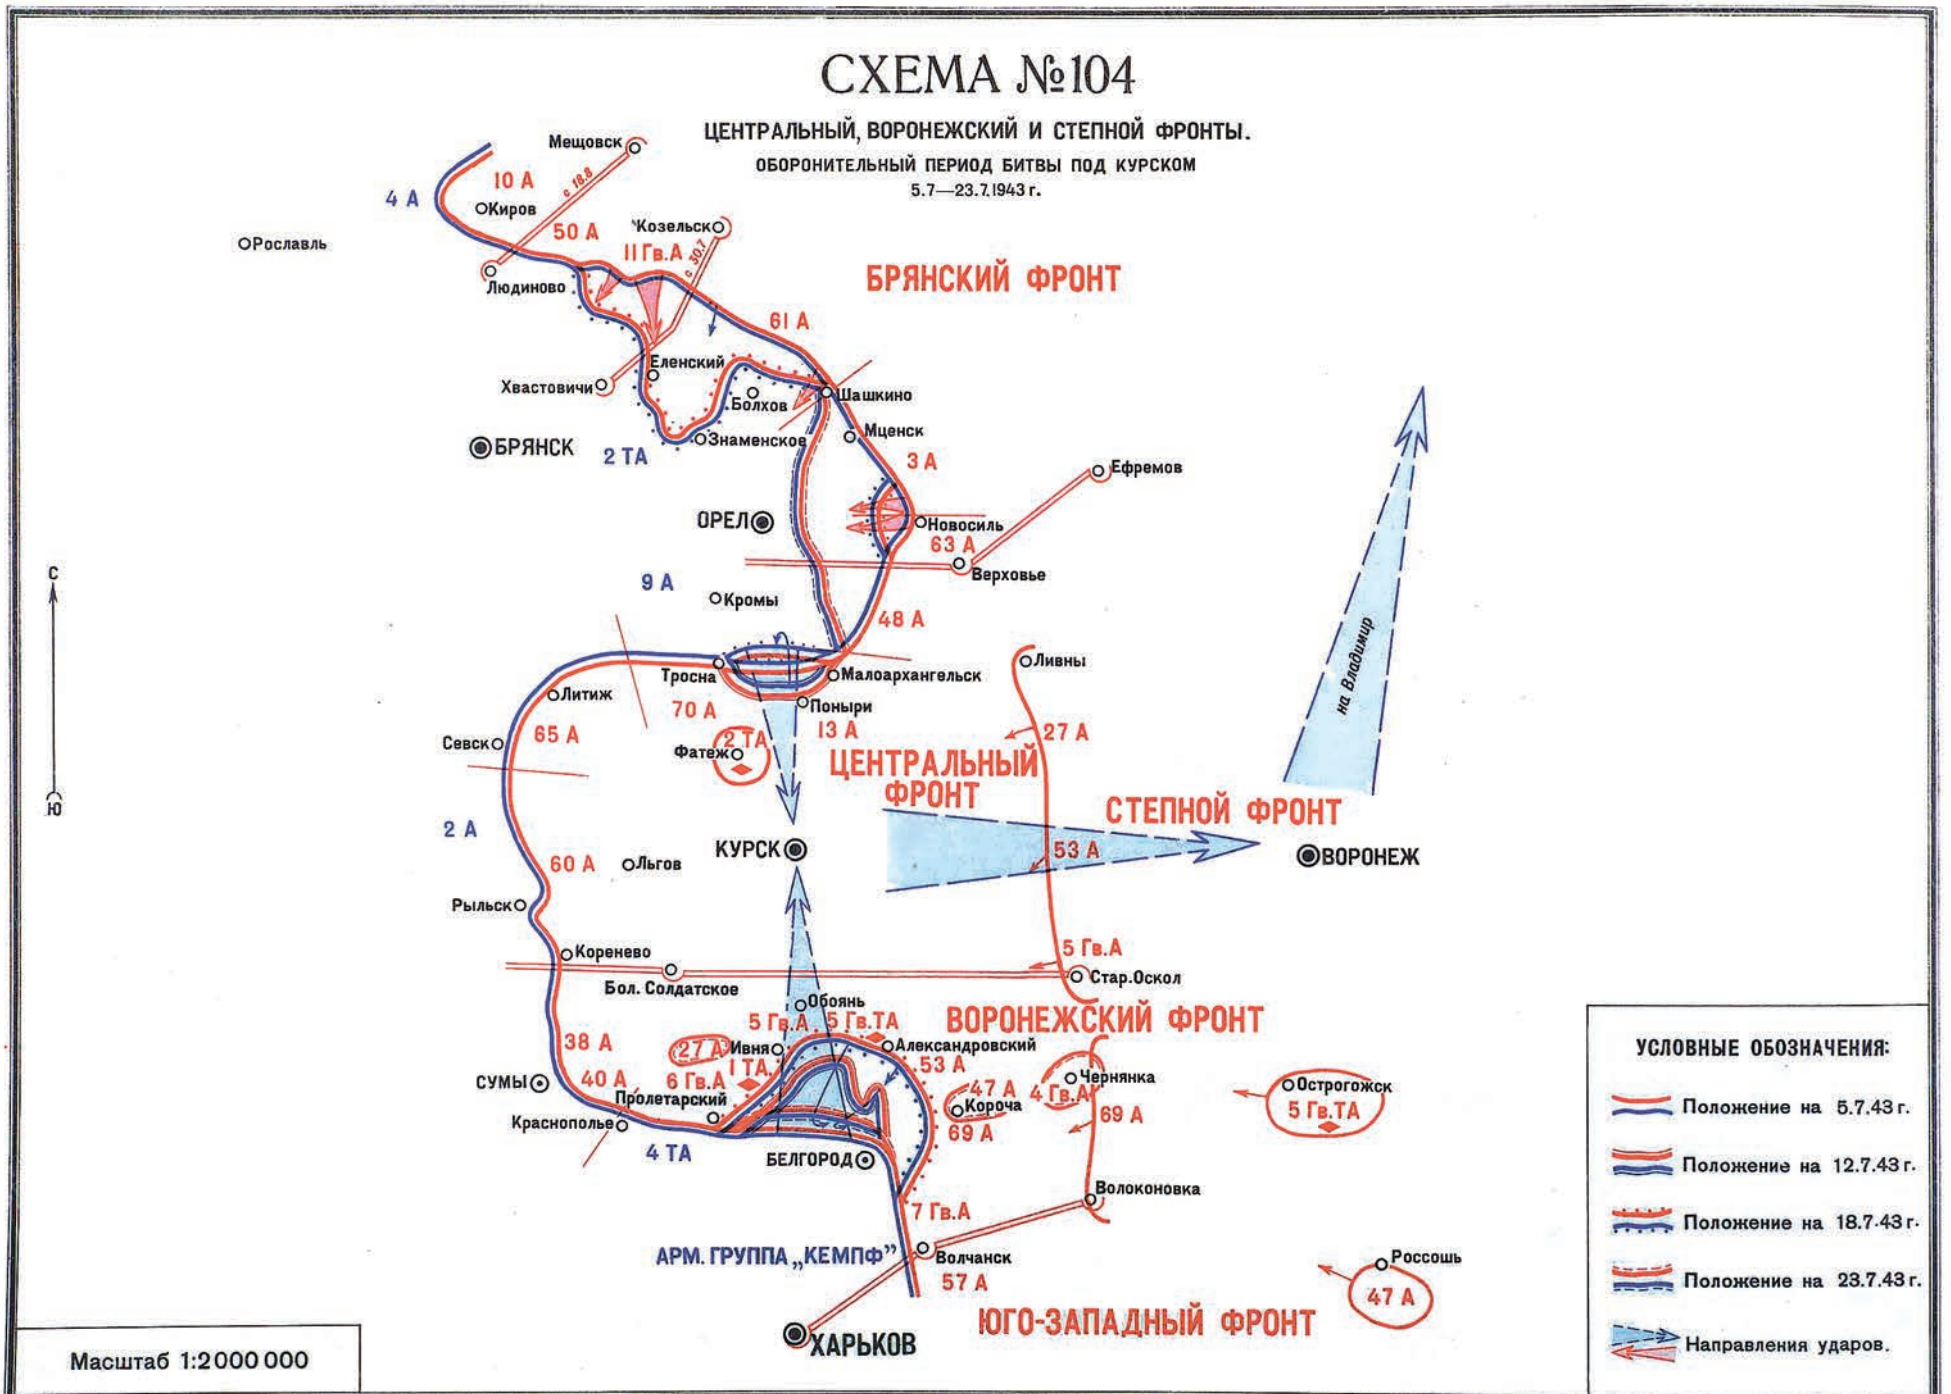 СХЕМА №104
ЦЕНТРАЛЬНЫЙ, ВОРОНЕЖСКИЙ И СТЕПНОЙ ФРОНТЫ.
ОБОРОНИТЕЛЬНЫЙ ПЕРИОД БИТВЫ ПОД КУРСКОМ
5.7—23.7.1943 г.
Мещовск
с 18.8
10 А
4 А
Киров
50 А
Козельск
11 Гв.А
с 30.7
Рославль
Людиново
БРЯНСКИЙ ФРОНТ
61 А
Еленский
Хвастовичи
Болхов
Шашкино
Знаменское
Мценск
БРЯНСК
2 ТА
3 А
Ефремов
ОРЕЛ
Новосиль
63 А
Верховье
9 А
Кромы
48 А
С
Ю
Тросна
Малоархангельск
Ливны
Литиж
70 А
Поныри
13 А
на Владимир
65 А
Севск
2 ТА
Фатеж
27 А
ЦЕНТРАЛЬНЫЙ
ФРОНТ
СТЕПНОЙ ФРОНТ
2 А
КУРСК
53 А
ВОРОНЕЖ
60 А
Льгов
Рыльск
Коренево
5 Гв.А
Бол. Солдатское
Стар.Оскол
Обоянь
5 Гв.А
5 Гв.ТА
ВОРОНЕЖСКИЙ ФРОНТ
38 А
27 А
Ивня
Александровский
1 ТА
53 А
СУМЫ
40 А
6 Гв.А
47 А
Чернянка
4 Гв.А
Острогожск
5 Гв.ТА
Пролетарский
Короча
69 А
69 А
Краснополье
4 ТА
БЕЛГОРОД
Волоконовка
7 Гв.А
АРМ. ГРУППА „КЕМПФ”
Волчанск
57 А
Россошь
47 А
ЮГО-ЗАПАДНЫЙ ФРОНТ
ХАРЬКОВ
Масштаб 1:2000000
УСЛОВНЫЕ ОБОЗНАЧЕНИЯ:
Положение на 5.7.43 г.
Положение на 12.7.43 г.
Положение на 18.7.43 г.
Положение на 23.7.43 г.
Направления ударов.